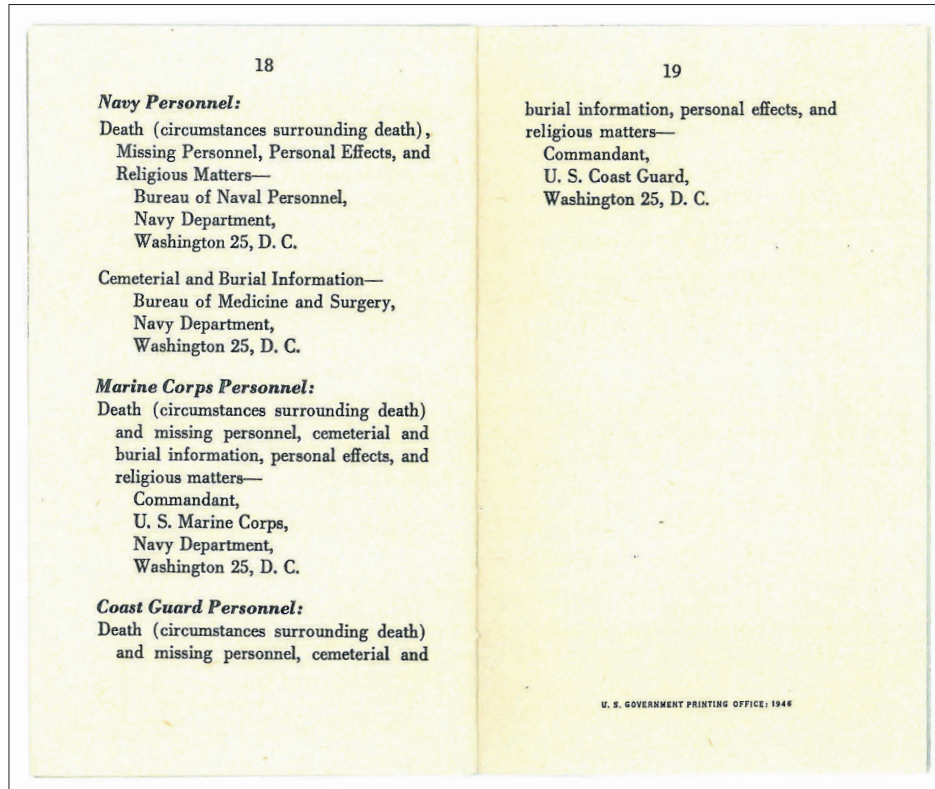 18
Navy Personnel:
Death (circumstances surrounding death),
Missing Personnel, Personal Effects, and
Religious Matters—
Bureau of Naval Personnel,
Navy Department,
Washington 25, D. C.
Cemeterial and Burial Information—
Bureau of Medicine and Surgery,
Navy Department,
Washington 25, D. C.
Marine Corps Personnel:
Death (circumstances surrounding death)
and missing personnel, cemeterial and
burial information, personal effects, and
religious matters—
Commandant,
U. S. Marine Corps,
Navy Department,
Washington 25, D. C.
Coast Guard Personnel:
Death (circumstances surrounding death)
and missing personnel, cemeterial and
19
burial information, personal effects, and
religious matters—
Commandant,
U. S. Coast Guard,
Washington 25, D. C.
U. S. GOVERNMENT PRINTING OFFICE: 1946